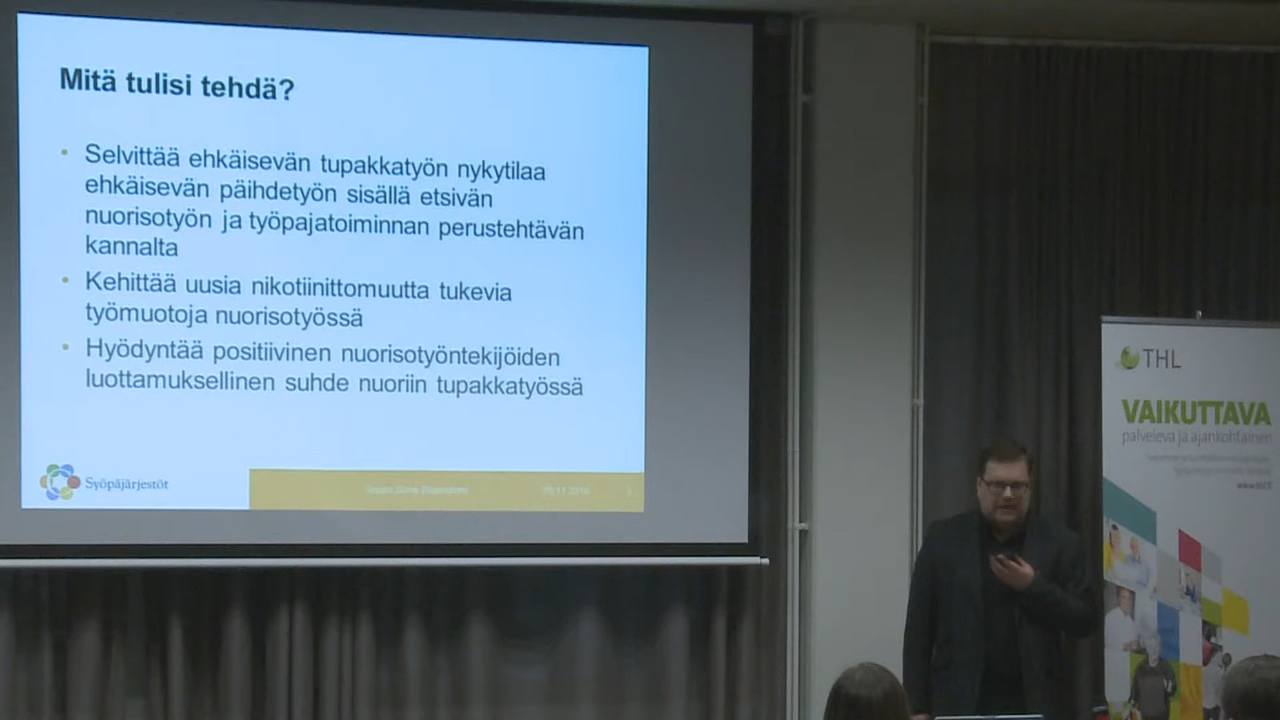 Mitä tulisi tehdä?
• Selvittää ehkäisevän tupakkatyön nykytilaa
ehkäisevän päihdetyön sisällä etsivän
nuorisotyön ja työpajatoiminnan perustehtävän
kannalta
• Kehittää uusia nikotiinittomuutta tukevia
työmuotoja nuorisotyössä
• Hyödyntää positiivinen nuorisotyöntekijöiden
luottamuksellinen suhde nuoriin tupakkatyössä
Syöpäjärjestöt
THL
VAIKUTTAVA
palveleva ja ajankohtainen